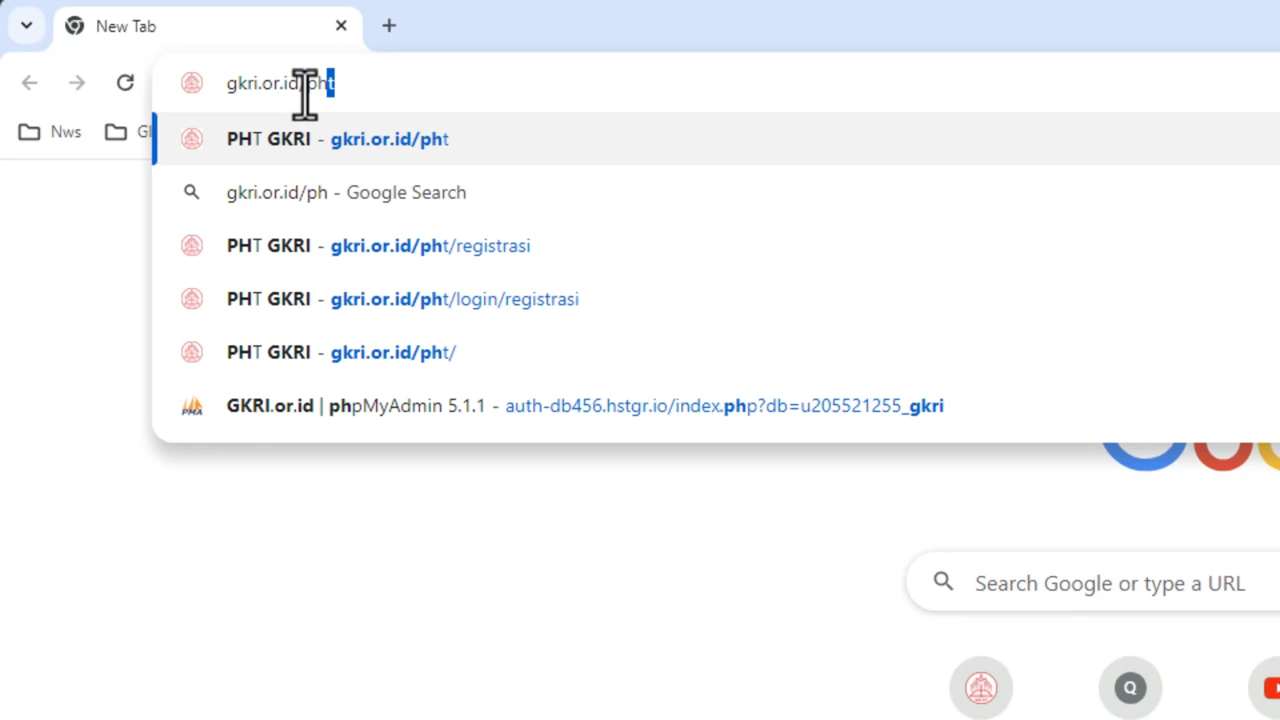 New Tab
gkri.or.id/pht
Nws
PHT GKRI - gkri.or.id/pht
gkri.or.id/ph - Google Search
PHT GKRI - gkri.or.id/pht/registrasi
PHT GKRI - gkri.or.id/pht/login/registrasi
PHT GKRI - gkri.or.id/pht/
PMA
GKRI.or.id | phpMyAdmin 5.1.1 - auth-db456.hstgr.io/index.php?db=u205521255_gkri
Search Google or type a URL
Q